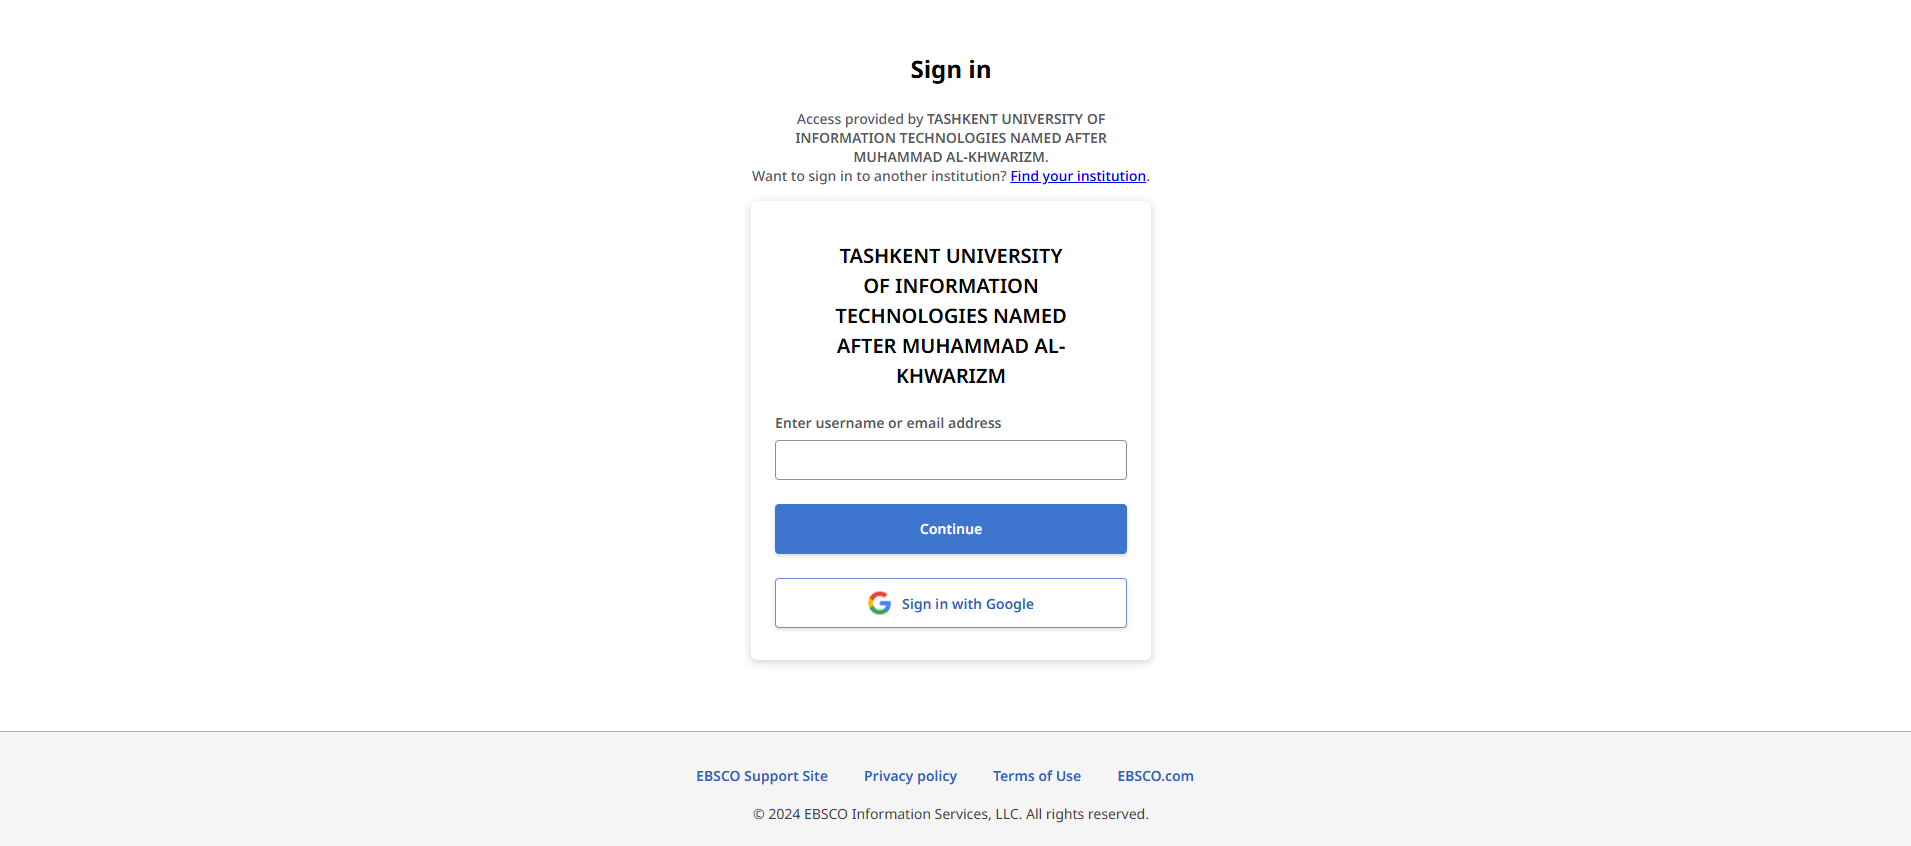 Sign in
Access provided by TASHKENT UNIVERSITY OF
INFORMATION TECHNOLOGIES NAMED AFTER
MUHAMMAD AL-KHWARIZM.
Want to sign in to another institution? Find your institution.
TASHKENT UNIVERSITY
OF INFORMATION
TECHNOLOGIES NAMED
AFTER MUHAMMAD AL-
KHWARIZM
Enter username or email address
Continue
Sign in with Google
EBSCO Support Site Privacy policy Terms of Use EBSCO.com
© 2024 EBSCO Information Services, LLC. All rights reserved.